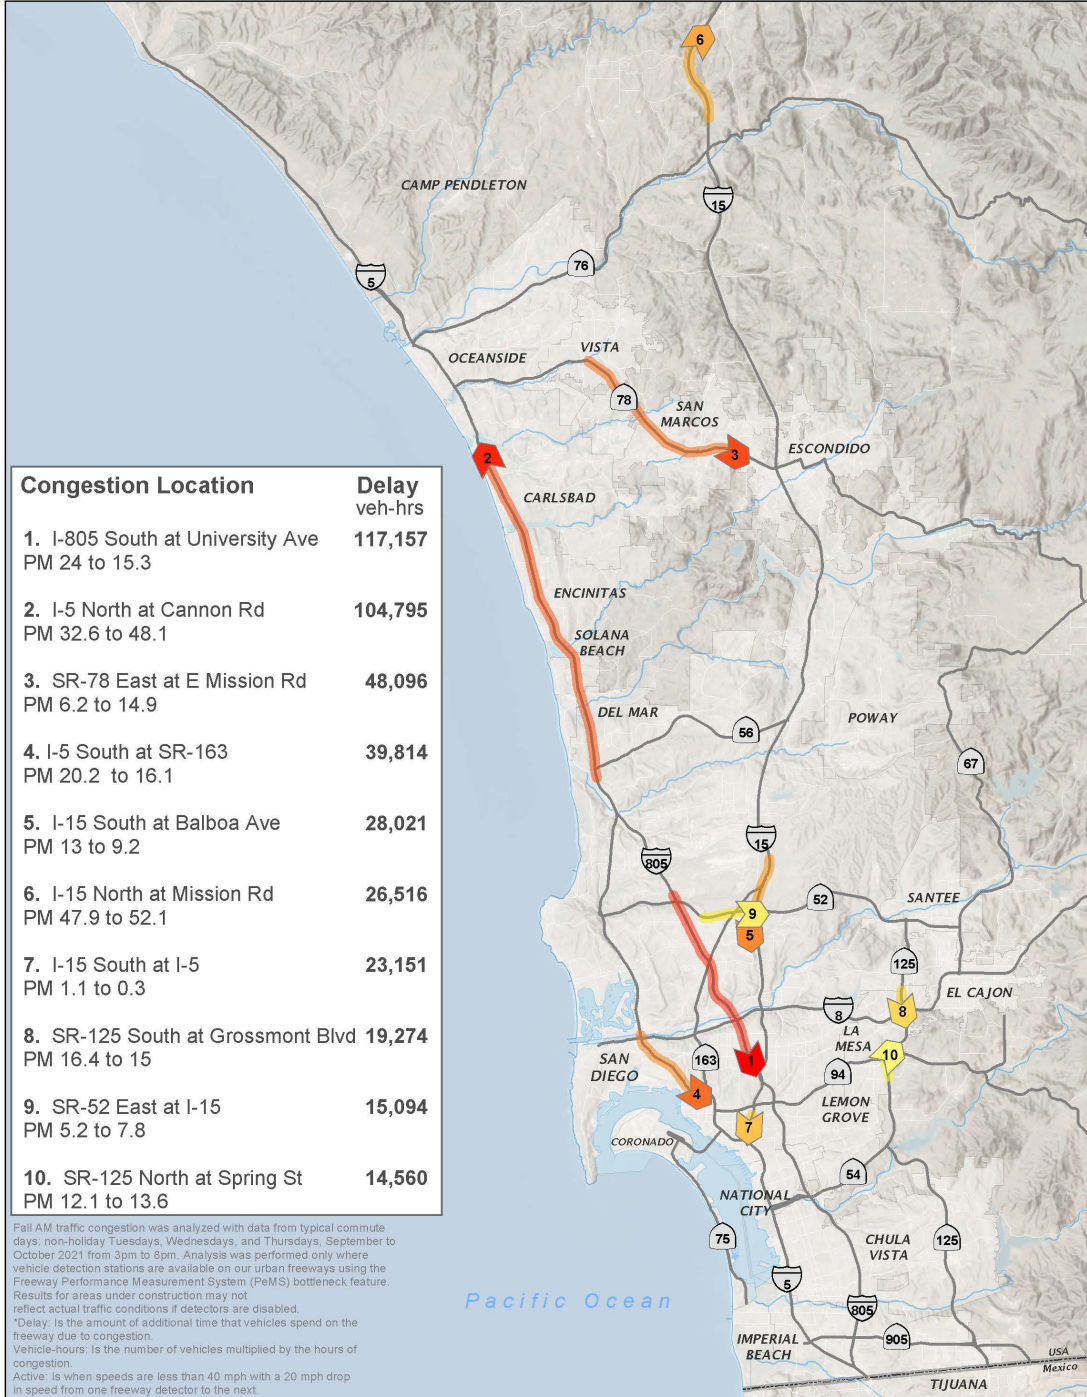 6
CAMP PENDLETON
15
76
5
OCEANSIDE
VISTA
78
SAN
MARCOS
2
3
ESCONDIDO
CARLSBAD
ENCINITAS
SOLANA
BEACH
DEL MAR
56
POWAY
67
15
805
9
52
SANTEE
5
125
EL CAJON
8
8
LA
MESA
SAN
DIEGO
163
1
10
94
4
LEMON
GROVE
7
CORONADO
54
NATIONAL
CITY
75
CHULA
VISTA
125
5
805
905
IMPERIAL
BEACH
USA
Mexico
TIJUANA
Pacific Ocean
Congestion Location Delay
veh-hrs
1. I-805 South at University Ave 117,157
PM 24 to 15.3
2. I-5 North at Cannon Rd 104,795
PM 32.6 to 48.1
3. SR-78 East at E Mission Rd 48,096
PM 6.2 to 14.9
4. I-5 South at SR-163 39,814
PM 20.2 to 16.1
5. I-15 South at Balboa Ave 28,021
PM 13 to 9.2
6. I-15 North at Mission Rd 26,516
PM 47.9 to 52.1
7. I-15 South at I-5 23,151
PM 1.1 to 0.3
8. SR-125 South at Grossmont Blvd 19,274
PM 16.4 to 15
9. SR-52 East at I-15 15,094
PM 5.2 to 7.8
10. SR-125 North at Spring St 14,560
PM 12.1 to 13.6
Fall AM traffic congestion was analyzed with data from typical commute
days: non-holiday Tuesdays, Wednesdays, and Thursdays, September to
October 2021 from 3pm to 8pm. Analysis was performed only where
vehicle detection stations are available on our urban freeways using the
Freeway Performance Measurement System (PeMS) bottleneck feature.
Results for areas under construction may not
reflect actual traffic conditions if detectors are disabled.
*Delay: Is the amount of additional time that vehicles spend on the
freeway due to congestion.
Vehicle-hours: Is the number of vehicles multiplied by the hours of
congestion.
Active: Is when speeds are less than 40 mph with a 20 mph drop
in speed from one freeway detector to the next.